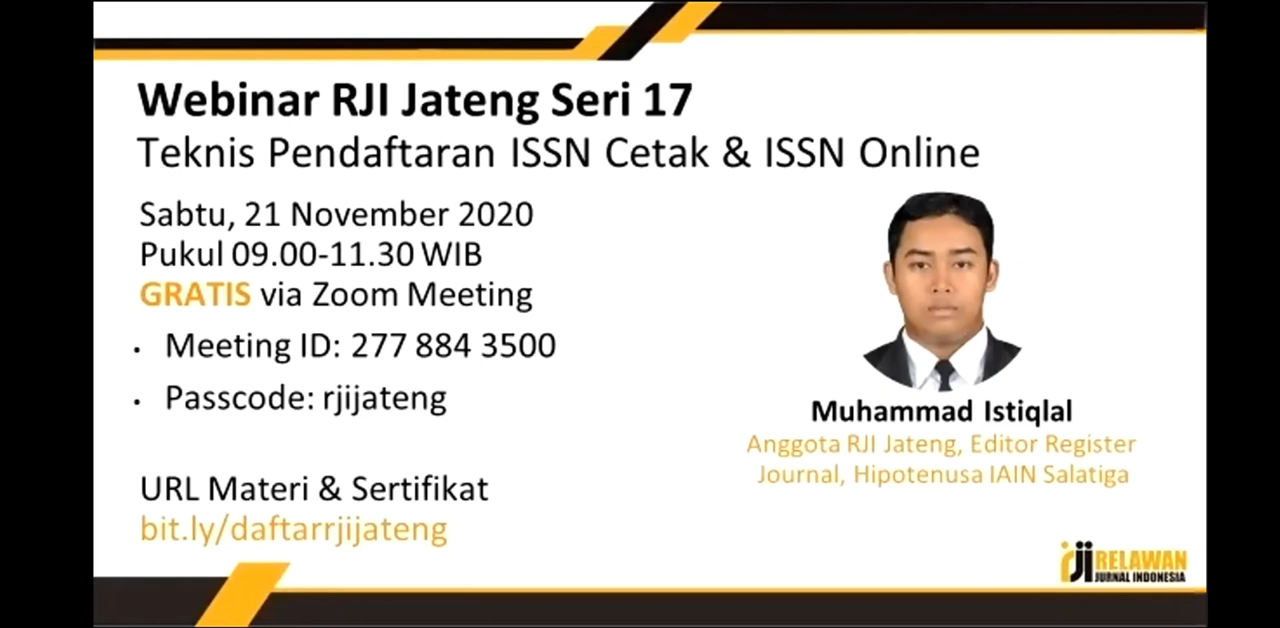 Webinar RJI Jateng Seri 17
Teknis Pendaftaran ISSN Cetak & ISSN Online
Sabtu, 21 November 2020
Pukul 09.00-11.30 WIB
GRATIS via Zoom Meeting
• Meeting ID: 277 884 3500
• Passcode: rjijateng
URL Materi & Sertifikat
bit.ly/daftarrjijateng
Muhammad Istiqlal
Anggota RJI Jateng, Editor Register
Journal, Hipotenusa IAIN Salatiga
rji RELAWAN
JURNAL INDONESIA